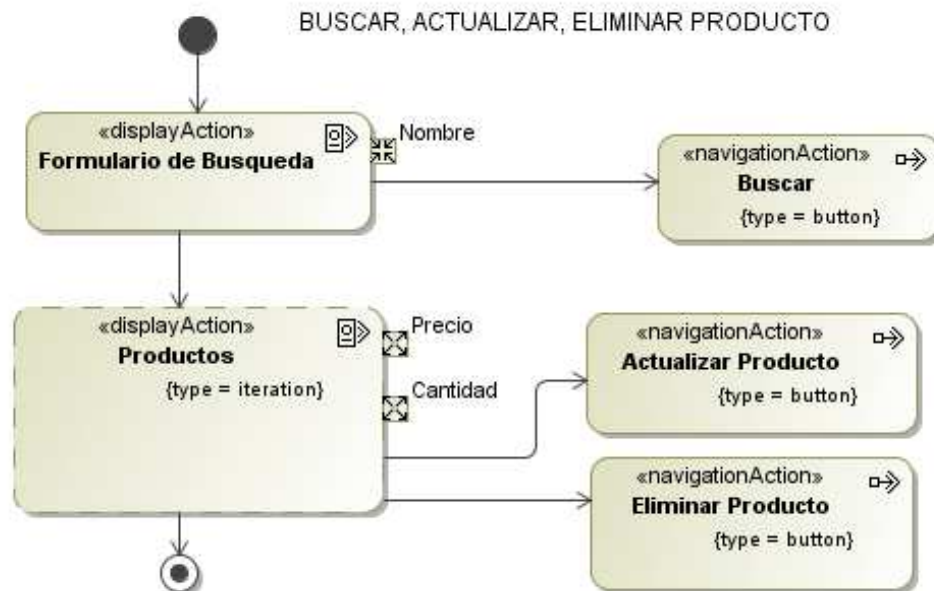 BUSCAR, ACTUALIZAR, ELIMINAR PRODUCTO
«displayAction»
Formulario de Busqueda
Nombre
«navigationAction»
Buscar
{type = button}
«displayAction»
Productos
{type = iteration}
Precio
Cantidad
«navigationAction»
Actualizar Producto
{type = button}
«navigationAction»
Eliminar Producto
{type = button}